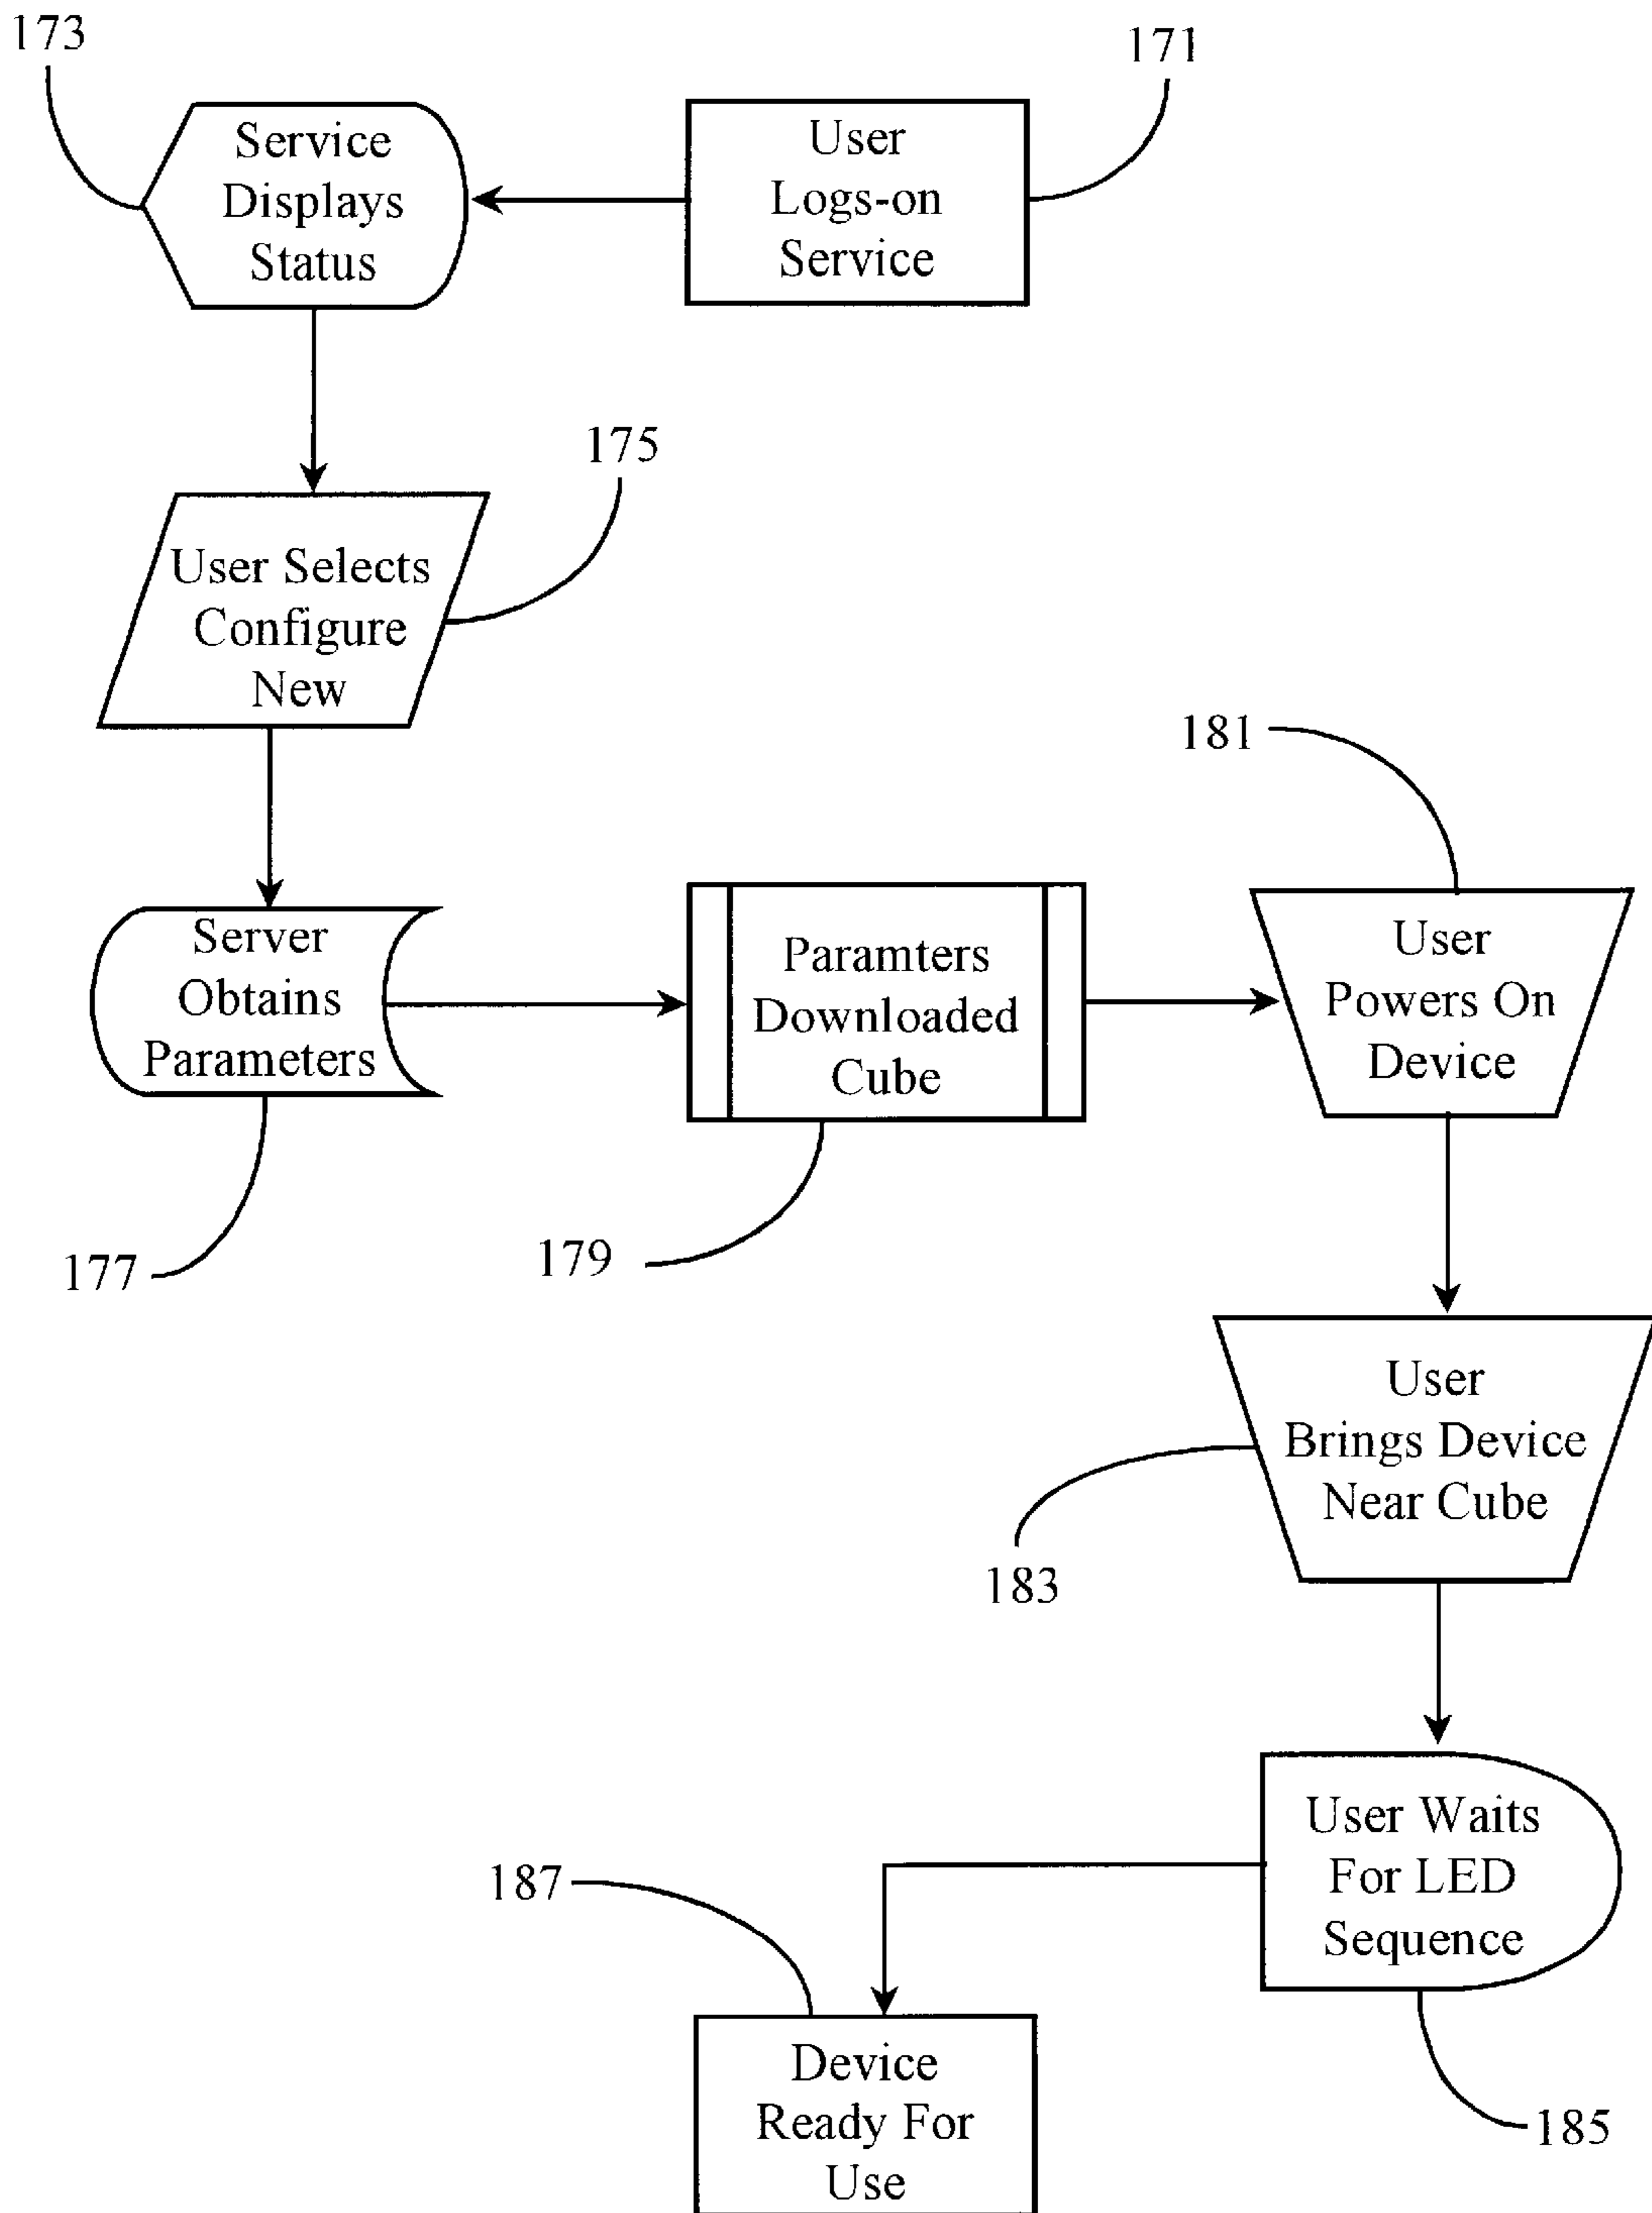 173
171
Service
Displays
Status
User
Logs-on
Service
175
User Selects
Configure
New
181
Server
Obtains
Parameters
Paramters
Downloaded
Cube
User
Powers On
Device
177
179
User
Brings Device
Near Cube
183
User Waits
For LED
Sequence
187
Device
Ready For
Use
185